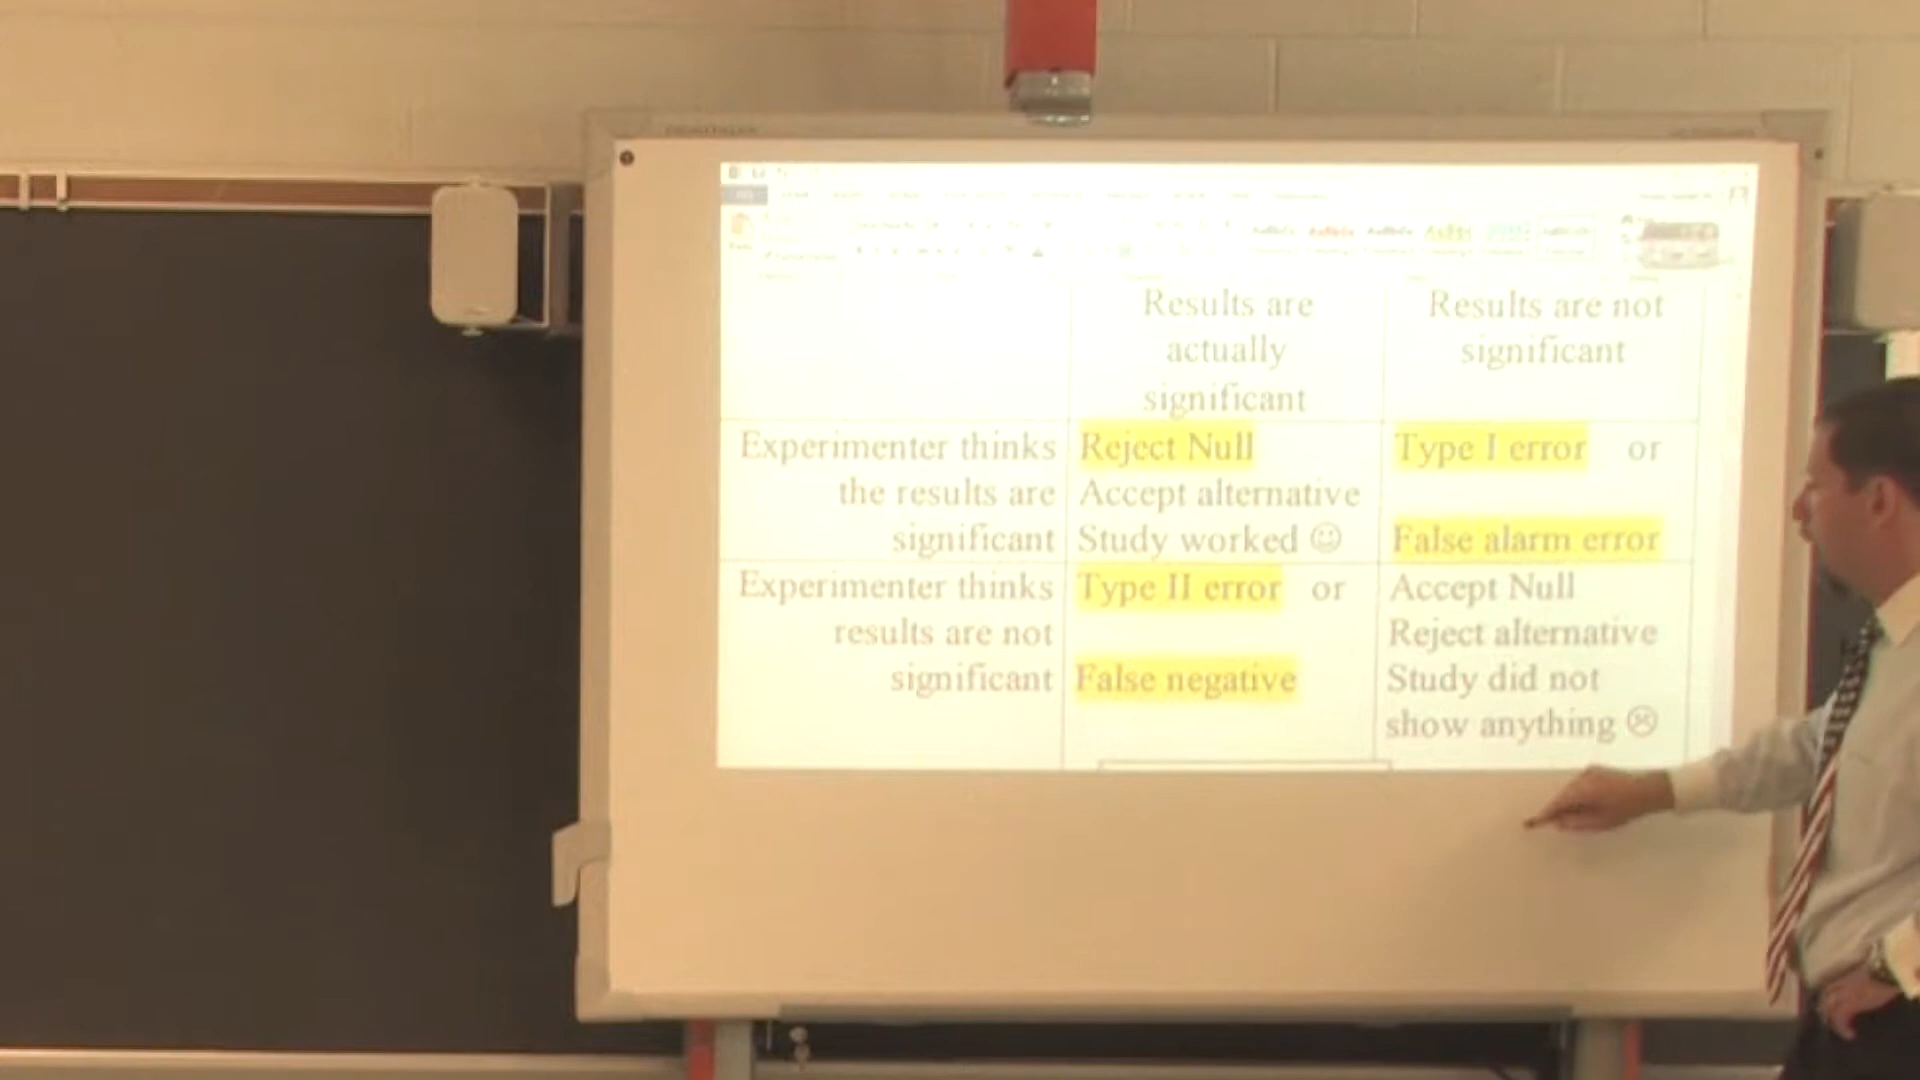 Results are
actually
significant
Results are not
significant
Experimenter thinks
the results are
significant
Reject Null
Accept alternative
Study worked ☺
Type I error or
False alarm error
Experimenter thinks
results are not
significant
Type II error or
False negative
Accept Null
Reject alternative
Study did not
show anything ☹